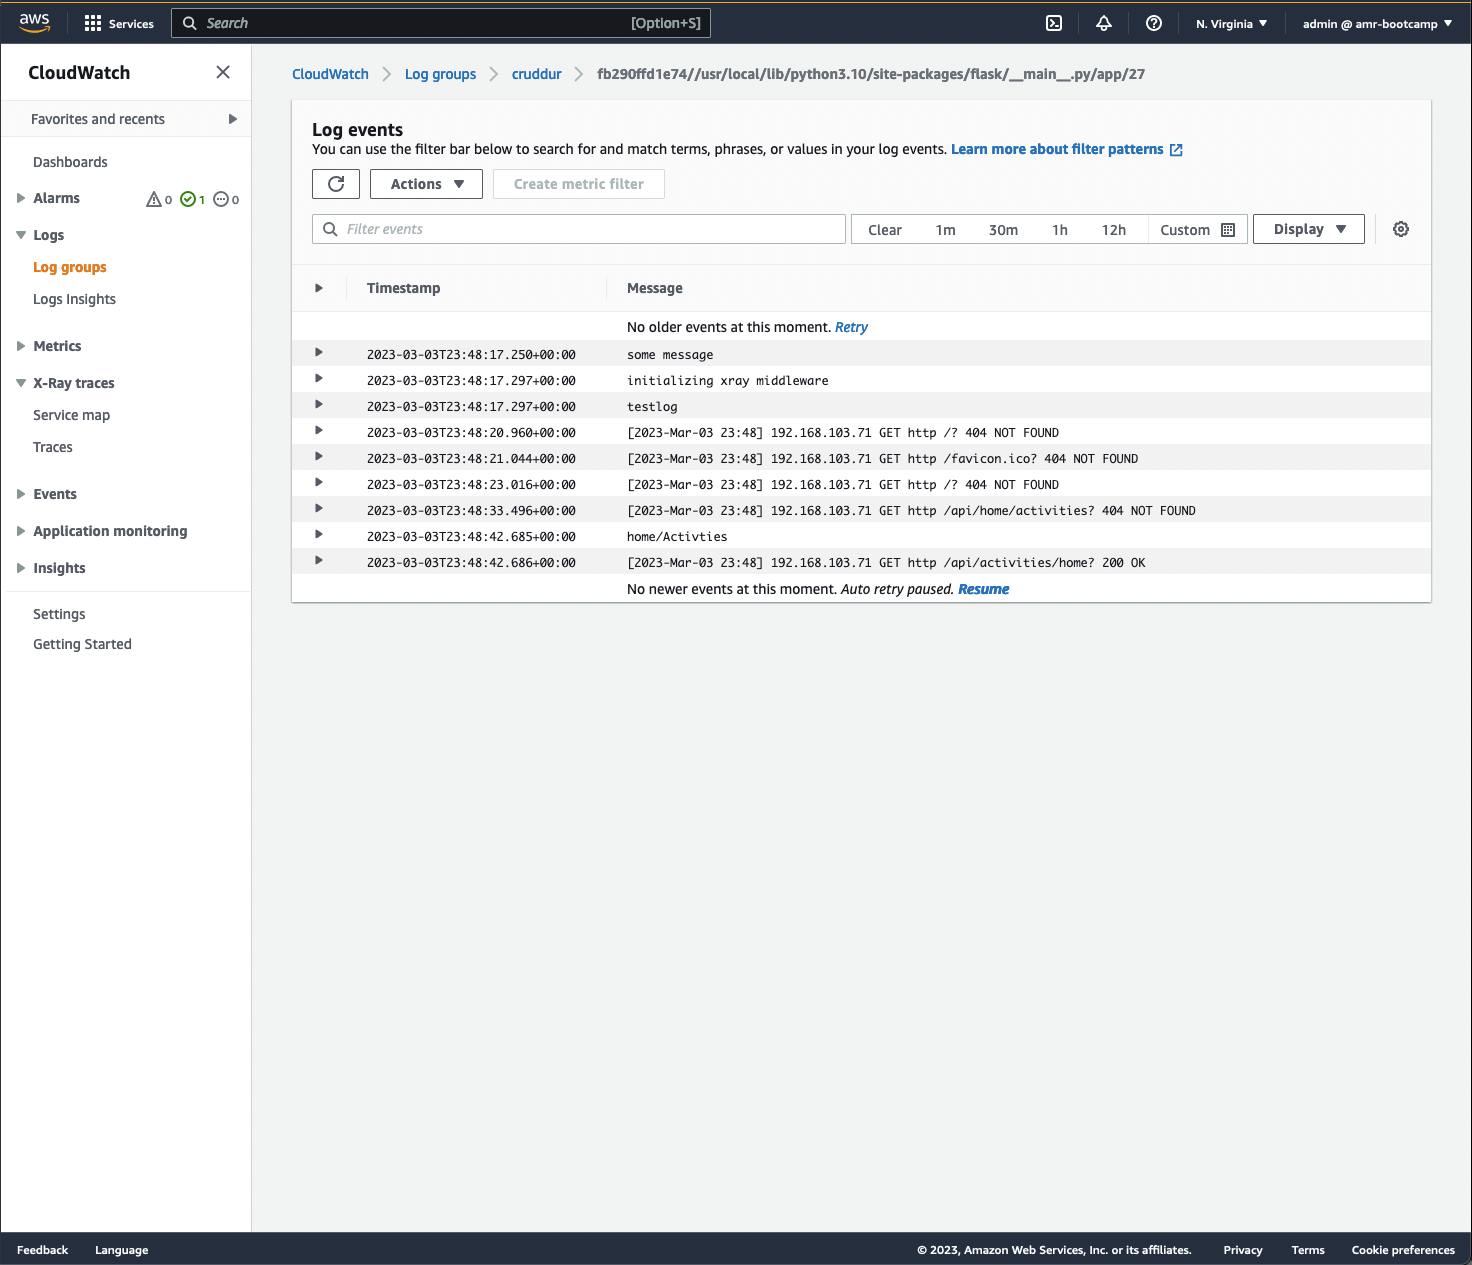 aws Services Search [Option+S] N. Virginia admin @ amr-bootcamp
CloudWatch
Favorites and recents
Dashboards
Alarms 0 1 0
Logs
Log groups
Logs Insights
Metrics
X-Ray traces
Service map
Traces
Events
Application monitoring
Insights
Settings
Getting Started
CloudWatch Log groups cruddur fb290ffd1e74//usr/local/lib/python3.10/site-packages/flask/__main__.py/app/27
Log events
You can use the filter bar below to search for and match terms, phrases, or values in your log events. Learn more about filter patterns
Actions Create metric filter
Filter events Clear 1m 30m 1h 12h Custom Display
Timestamp Message
No older events at this moment. Retry
2023-03-03T23:48:17.250+00:00 some message
2023-03-03T23:48:17.297+00:00 initializing xray middleware
2023-03-03T23:48:17.297+00:00 testlog
2023-03-03T23:48:20.960+00:00 [2023-Mar-03 23:48] 192.168.103.71 GET http /? 404 NOT FOUND
2023-03-03T23:48:21.044+00:00 [2023-Mar-03 23:48] 192.168.103.71 GET http /favicon.ico? 404 NOT FOUND
2023-03-03T23:48:23.016+00:00 [2023-Mar-03 23:48] 192.168.103.71 GET http /? 404 NOT FOUND
2023-03-03T23:48:33.496+00:00 [2023-Mar-03 23:48] 192.168.103.71 GET http /api/home/activities? 404 NOT FOUND
2023-03-03T23:48:42.685+00:00 home/Activties
2023-03-03T23:48:42.686+00:00 [2023-Mar-03 23:48] 192.168.103.71 GET http /api/activities/home? 200 OK
No newer events at this moment. Auto retry paused. Resume
Feedback Language © 2023, Amazon Web Services, Inc. or its affiliates. Privacy Terms Cookie preferences